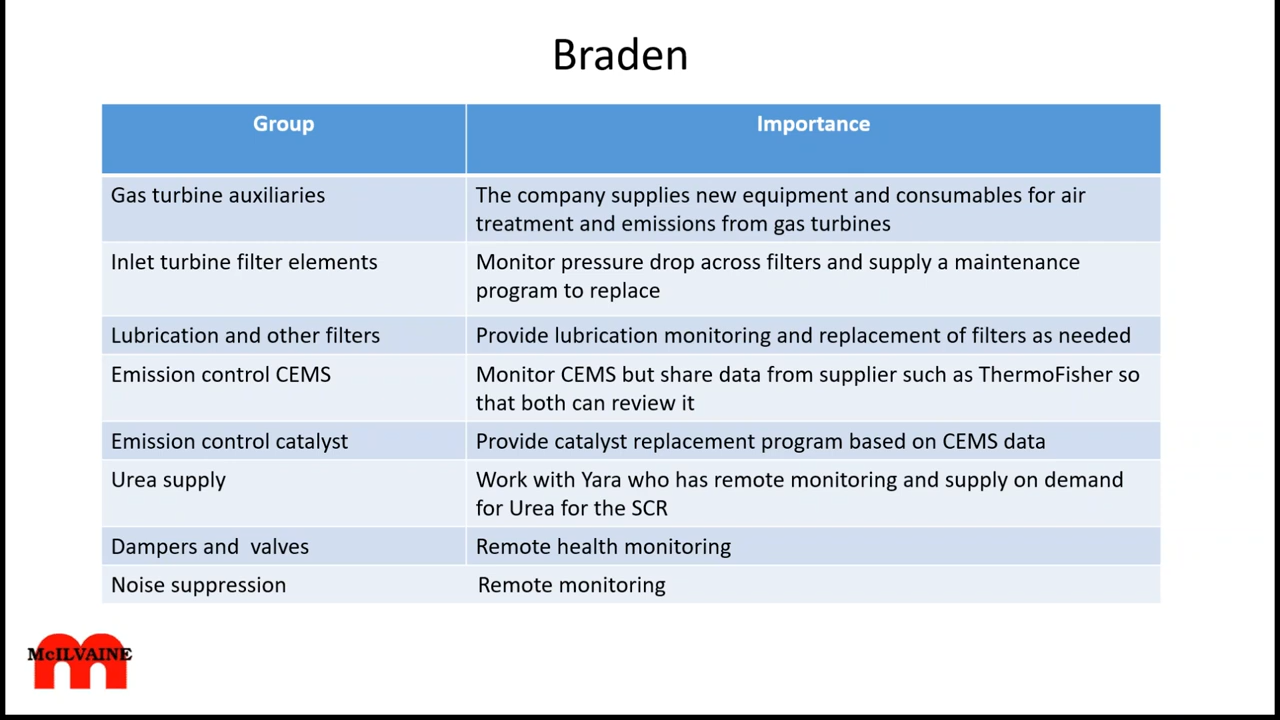 Braden
Group
Importance
Gas turbine auxiliaries
The company supplies new equipment and consumables for air
treatment and emissions from gas turbines
Inlet turbine filter elements
Monitor pressure drop across filters and supply a maintenance
program to replace
Lubrication and other filters
Provide lubrication monitoring and replacement of filters as needed
Emission control CEMS
Monitor CEMS but share data from supplier such as ThermoFisher so
that both can review it
Emission control catalyst
Provide catalyst replacement program based on CEMS data
Urea supply
Work with Yara who has remote monitoring and supply on demand
for Urea for the SCR
Dampers and  valves
Remote health monitoring
Noise suppression
Remote monitoring
McILVAINE